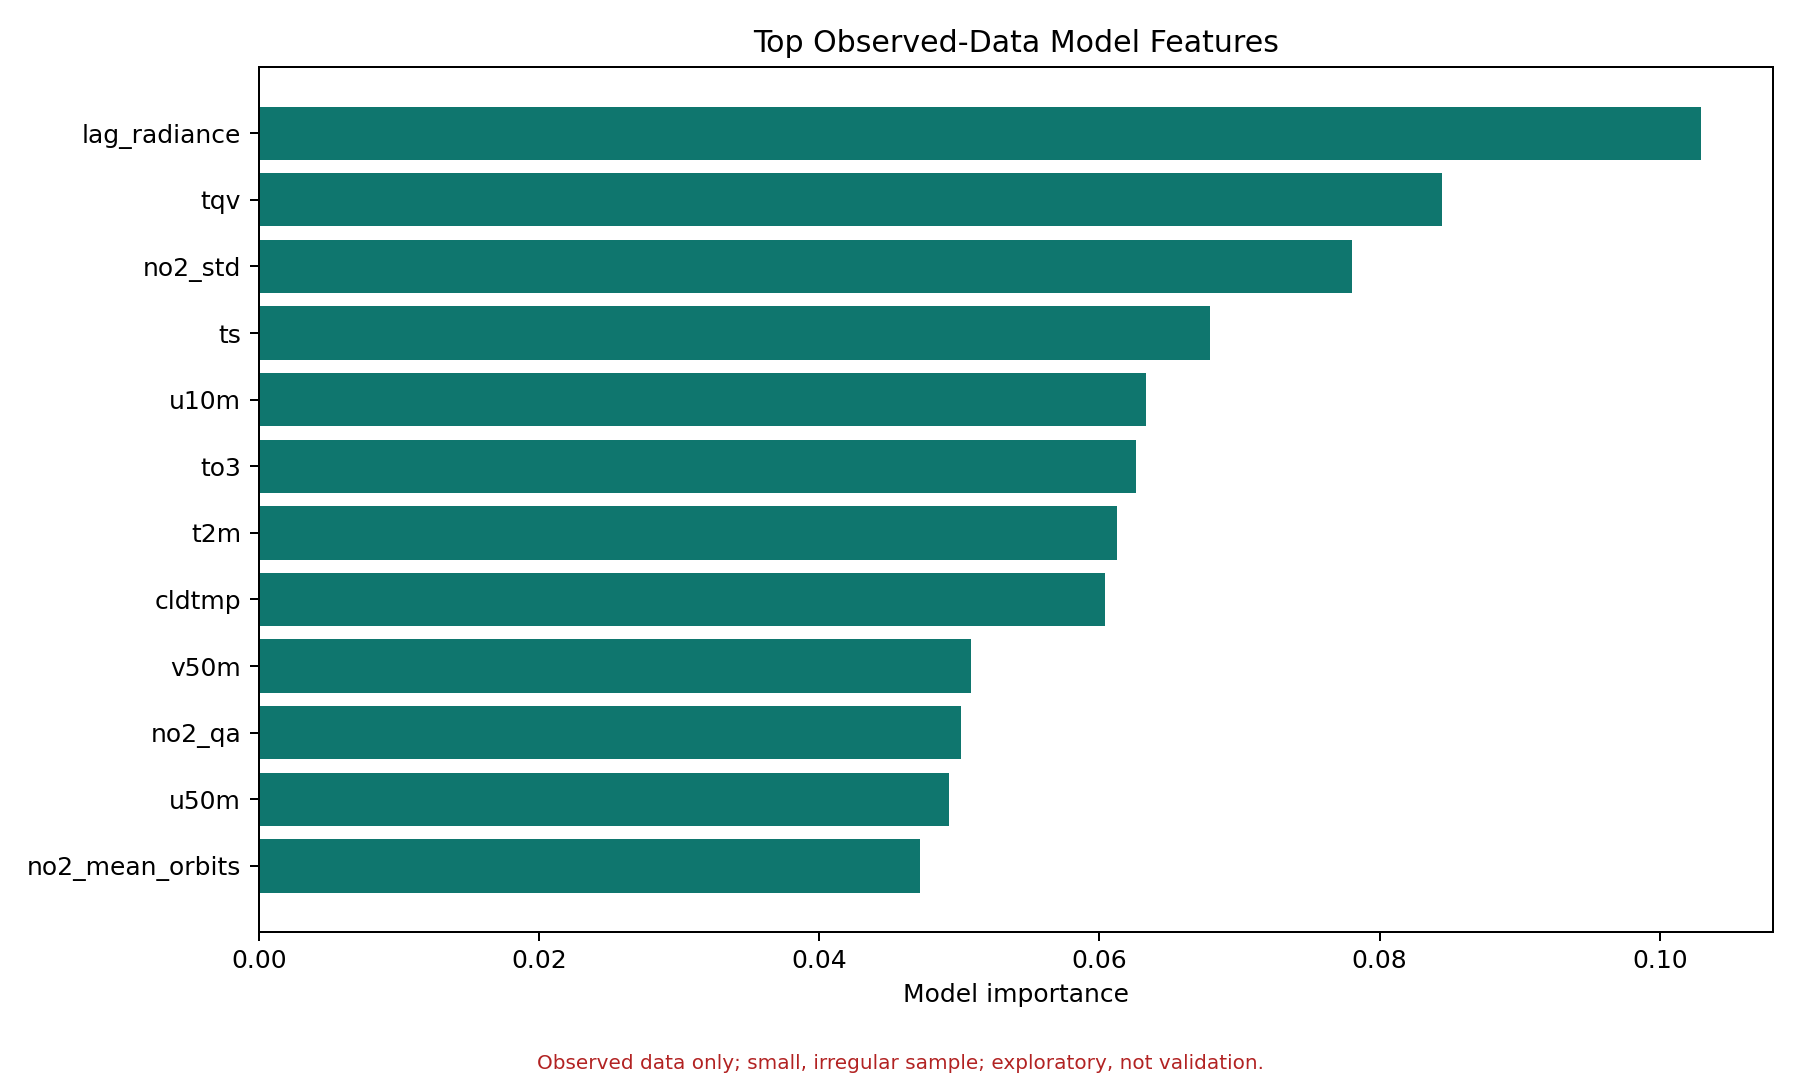 Top Observed-Data Model Features
lag_radiance
tqv
no2_std
ts
u10m
to3
t2m
cldtmp
v50m
no2_qa
u50m
no2_mean_orbits
0.00 0.02 0.04 0.06 0.08 0.10
Model importance
Observed data only; small, irregular sample; exploratory, not validation.